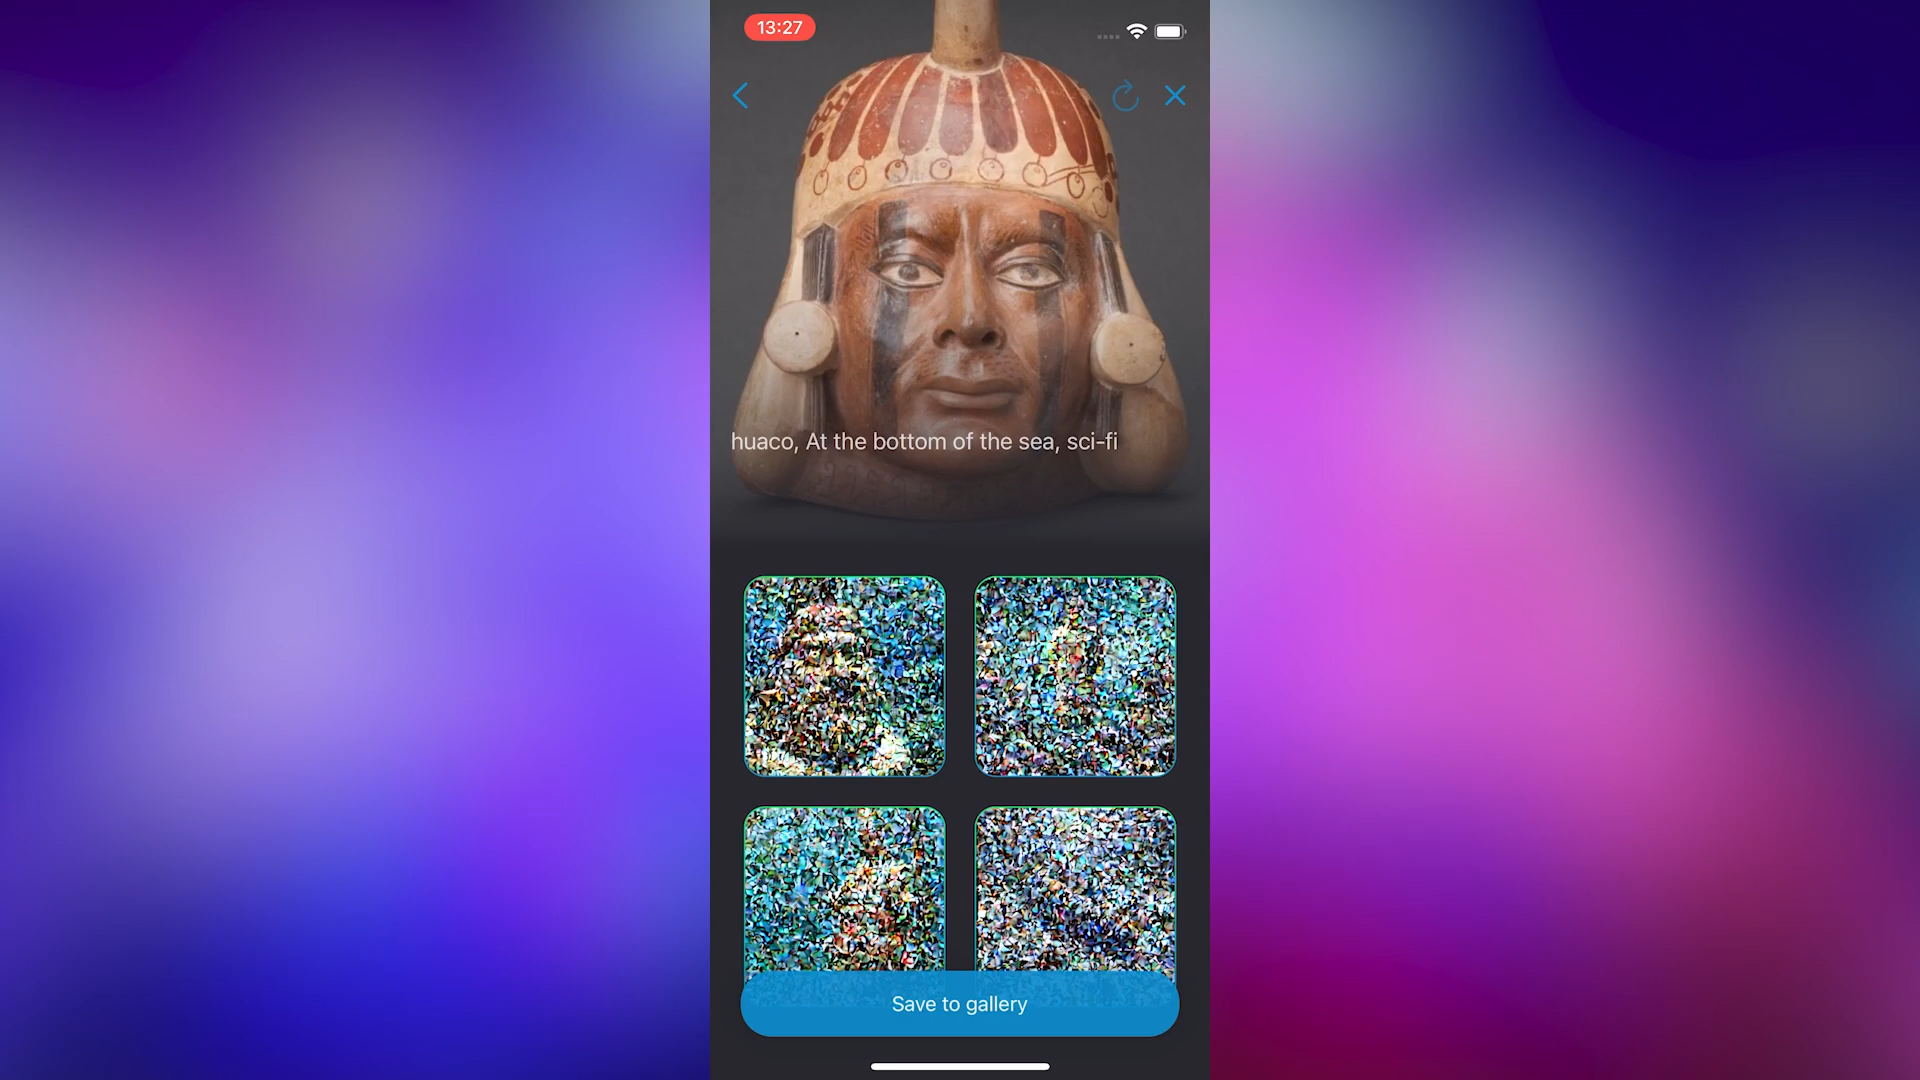 13:27
huaco, At the bottom of the sea, sci-fi
Save to gallery